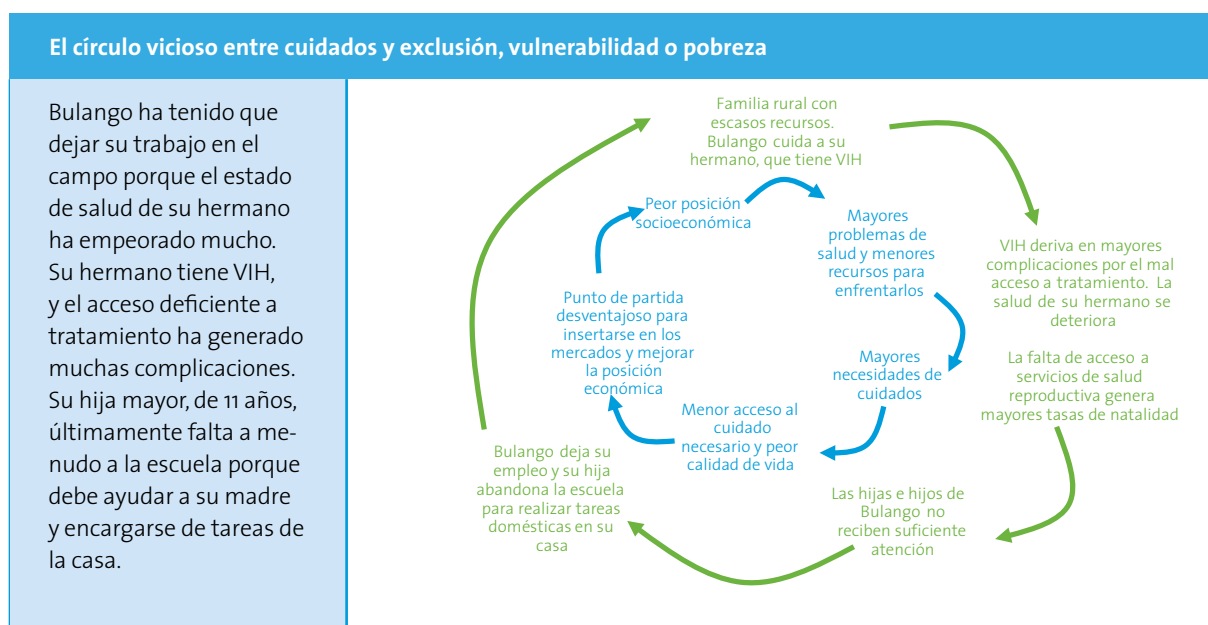 El círculo vicioso entre cuidados y exclusión, vulnerabilidad o pobreza
Bulango ha tenido que
dejar su trabajo en el
campo porque el estado
de salud de su hermano
ha empeorado mucho.
Su hermano tiene VIH,
y el acceso deficiente a
tratamiento ha generado
muchas complicaciones.
Su hija mayor, de 11 años,
últimamente falta a me-
nudo a la escuela porque
debe ayudar a su madre
y encargarse de tareas de
la casa.
Familia rural con
escasos recursos.
Bulango cuida a su
hermano, que tiene VIH
VIH deriva en mayores
complicaciones por el mal
acceso a tratamiento. La
salud de su hermano se
deteriora
La falta de acceso a
servicios de salud
reproductiva genera
mayores tasas de natalidad
Las hijas e hijos de
Bulango no
reciben suficiente
atención
Bulango deja su
empleo y su hija
abandona la escuela
para realizar tareas
domésticas en su
casa
Peor posición
socioeconómica
Mayores
problemas de
salud y menores
recursos para
enfrentarlos
Mayores
necesidades de
cuidados
Menor acceso al
cuidado
necesario y peor
calidad de vida
Punto de partida
desventajoso para
insertarse en los
mercados y mejorar
la posición
económica